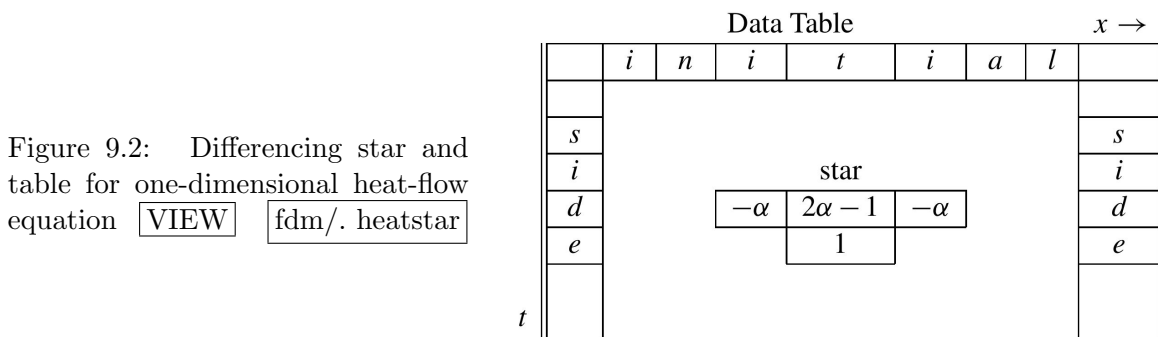 Data Table x →
i n i t i a l
s s
Figure 9.2: Differencing star and
i star i
table for one-dimensional heat-flow
d −α 2α − 1 −α d
equation VIEW fdm/. heatstar
e 1 e
t